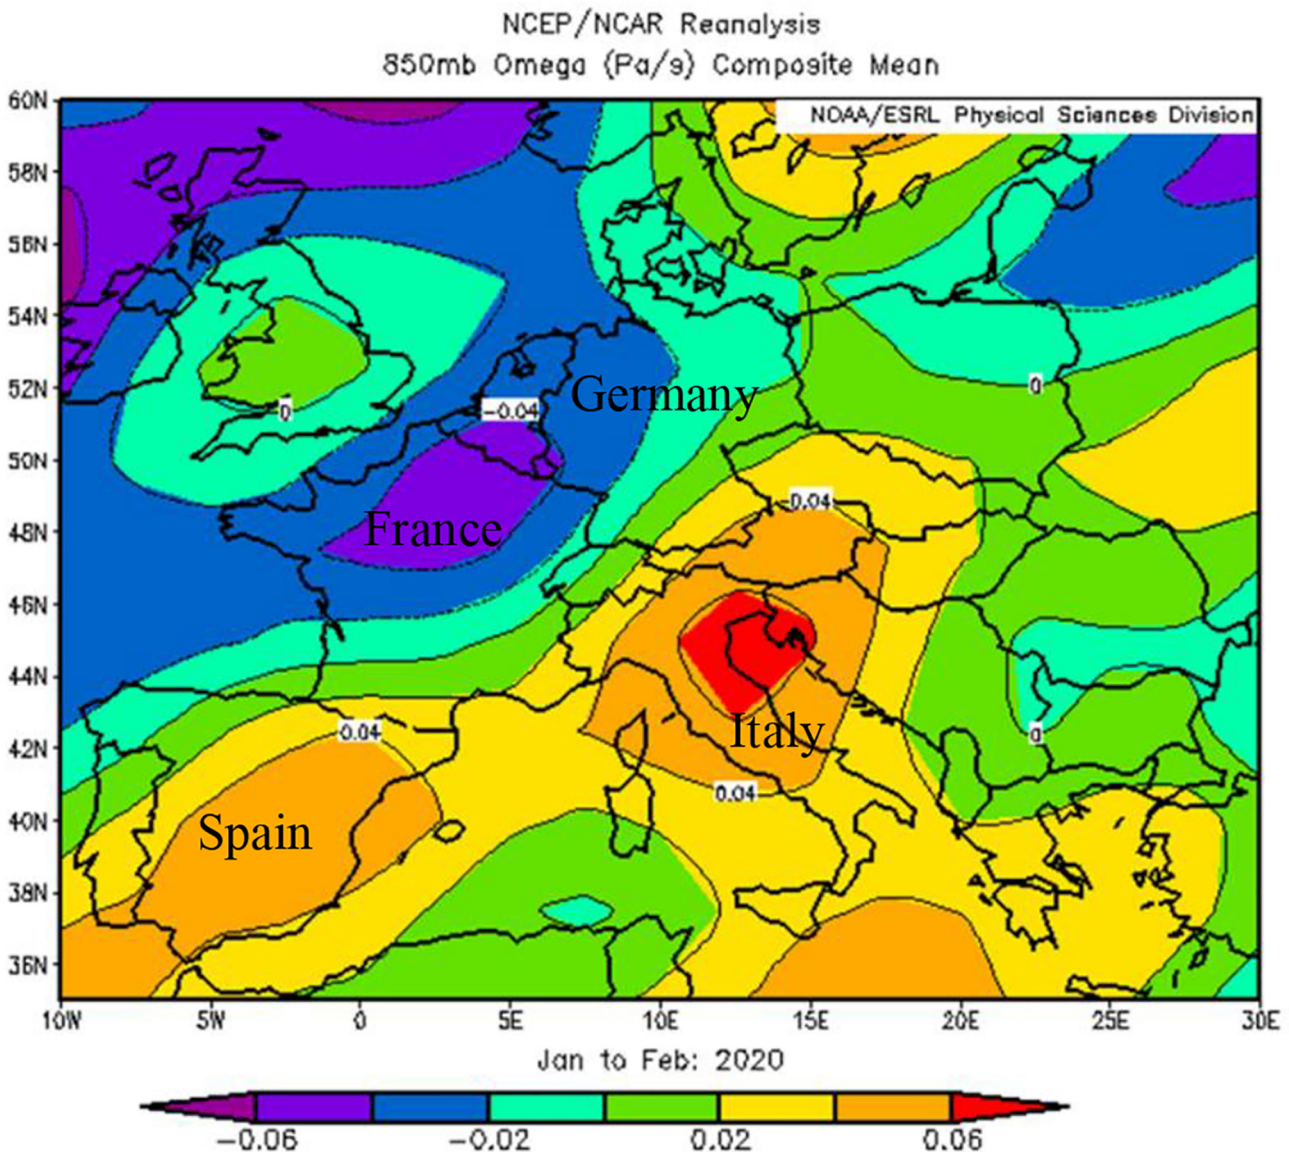 NCEP/NCAR Reanalysis
850mb Omega (Pa/s) Composite Mean
NOAA/ESRL Physical Sciences Division
60N
58N
56N
54N
52N
50N
48N
46N
44N
42N
40N
38N
36N
0
-0.04
Germany
0
0.04
France
0.04
Italy
0
0.04
Spain
10W 5W 0 5E 10E 15E 20E 25E 30E
Jan to Feb: 2020
-0.06 -0.02 0.02 0.06